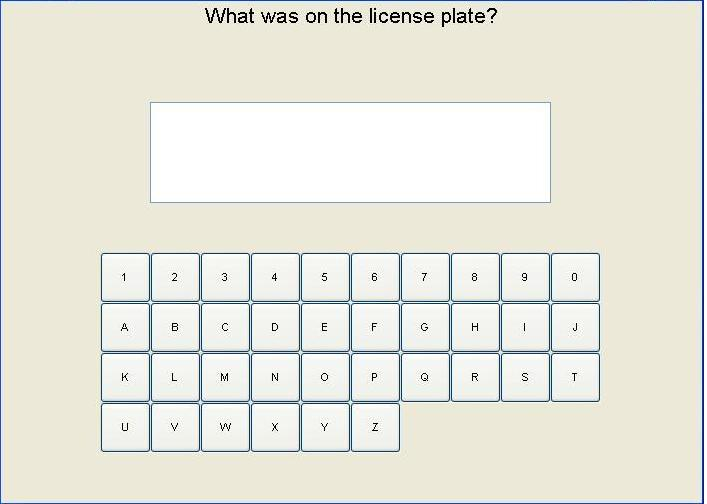 What was on the license plate?
1 2 3 4 5 6 7 8 9 0
A B C D E F G H I J
K L M N O P Q R S T
U V W X Y Z